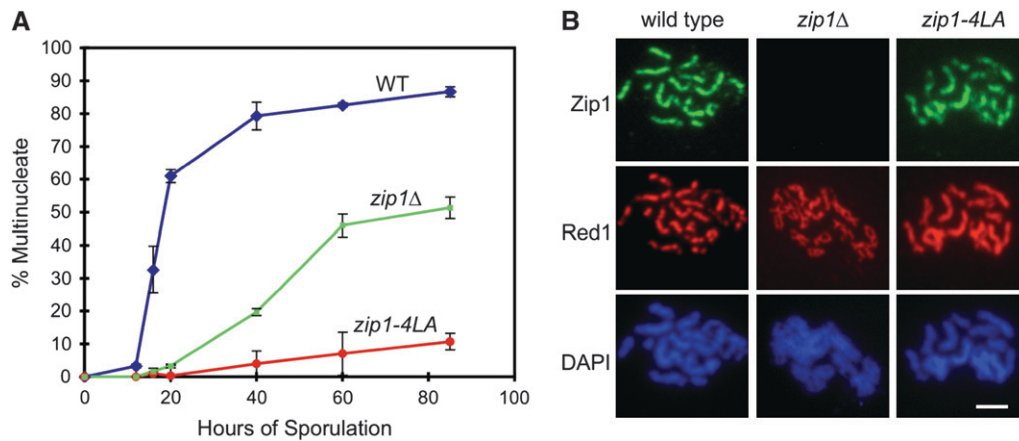 A
% Multinucleate
100
90
80
70
60
50
40
30
20
10
0
WT
zip1Δ
zip1-4LA
0 20 40 60 80 100
Hours of Sporulation
B
wild type zip1Δ zip1-4LA
Zip1
Red1
DAPI